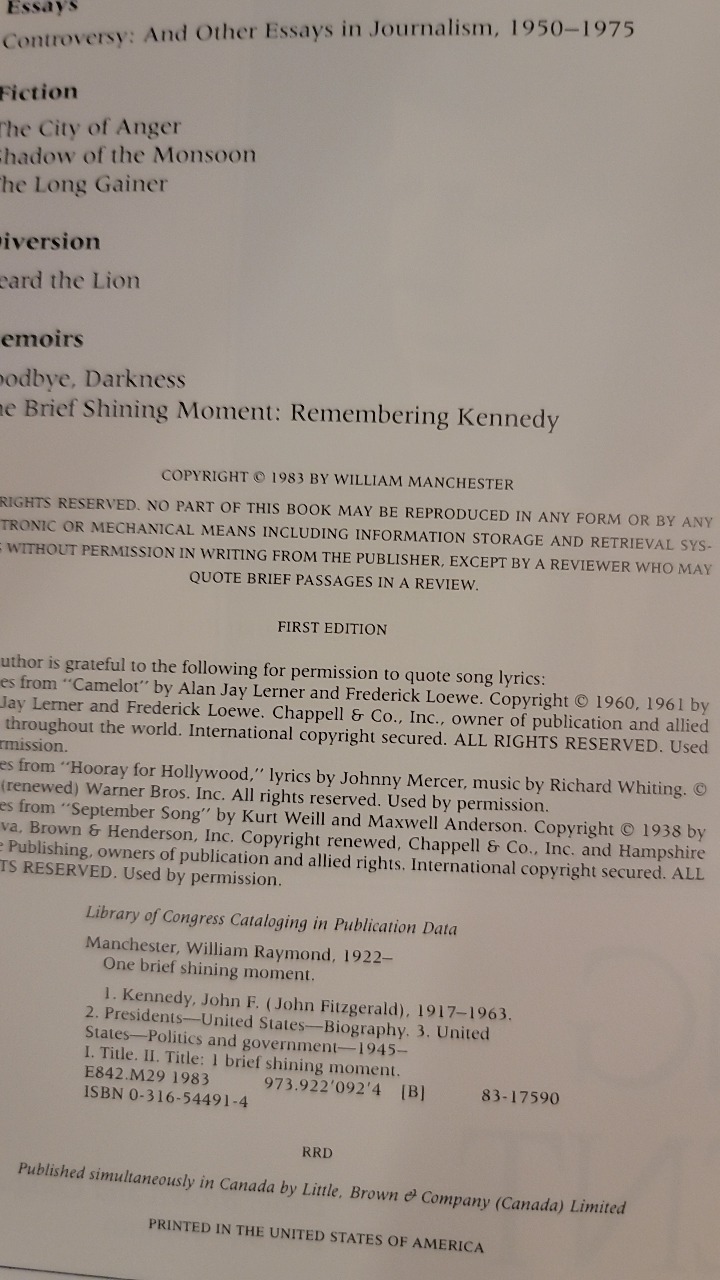 Essays
Controversy: And Other Essays in Journalism, 1950–1975
Fiction
The City of Anger
Shadow of the Monsoon
The Long Gainer
iversion
eard the Lion
emoirs
oodbye, Darkness
ne Brief Shining Moment: Remembering Kennedy
COPYRIGHT © 1983 BY WILLIAM MANCHESTER
RIGHTS RESERVED. NO PART OF THIS BOOK MAY BE REPRODUCED IN ANY FORM OR BY ANY
TRONIC OR MECHANICAL MEANS INCLUDING INFORMATION STORAGE AND RETRIEVAL SYS-
S WITHOUT PERMISSION IN WRITING FROM THE PUBLISHER, EXCEPT BY A REVIEWER WHO MAY
QUOTE BRIEF PASSAGES IN A REVIEW.
FIRST EDITION
uthor is grateful to the following for permission to quote song lyrics:
es from "Camelot" by Alan Jay Lerner and Frederick Loewe. Copyright © 1960, 1961 by
Jay Lerner and Frederick Loewe. Chappell & Co., Inc., owner of publication and allied
throughout the world. International copyright secured. ALL RIGHTS RESERVED. Used
rmission.
es from "Hooray for Hollywood," lyrics by Johnny Mercer, music by Richard Whiting. ©
(renewed) Warner Bros. Inc. All rights reserved. Used by permission.
es from "September Song" by Kurt Weill and Maxwell Anderson. Copyright © 1938 by
va, Brown & Henderson, Inc. Copyright renewed, Chappell & Co., Inc. and Hampshire
e Publishing, owners of publication and allied rights. International copyright secured. ALL
TS RESERVED. Used by permission.
Library of Congress Cataloging in Publication Data
Manchester, William Raymond, 1922–
One brief shining moment.
1. Kennedy, John F. (John Fitzgerald), 1917–1963.
2. Presidents—United States—Biography. 3. United
States—Politics and government—1945–
I. Title. II. Title: 1 brief shining moment.
E842.M29 1983 973.922′092′4 [B] 83-17590
ISBN 0-316-54491-4
RRD
Published simultaneously in Canada by Little, Brown & Company (Canada) Limited
PRINTED IN THE UNITED STATES OF AMERICA